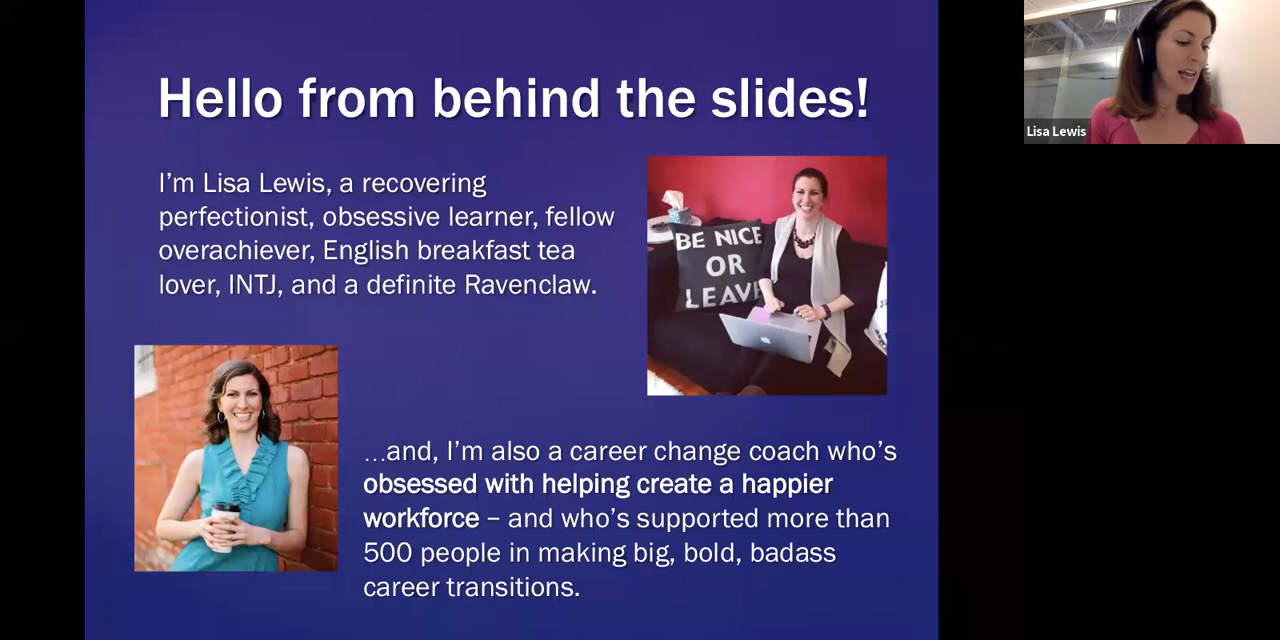 Hello from behind the slides!
I'm Lisa Lewis, a recovering
perfectionist, obsessive learner, fellow
overachiever, English breakfast tea
lover, INTJ, and a definite Ravenclaw.
BE NICE
OR
LEAVE
...and, I'm also a career change coach who's
obsessed with helping create a happier
workforce – and who's supported more than
500 people in making big, bold, badass
career transitions.
Lisa Lewis